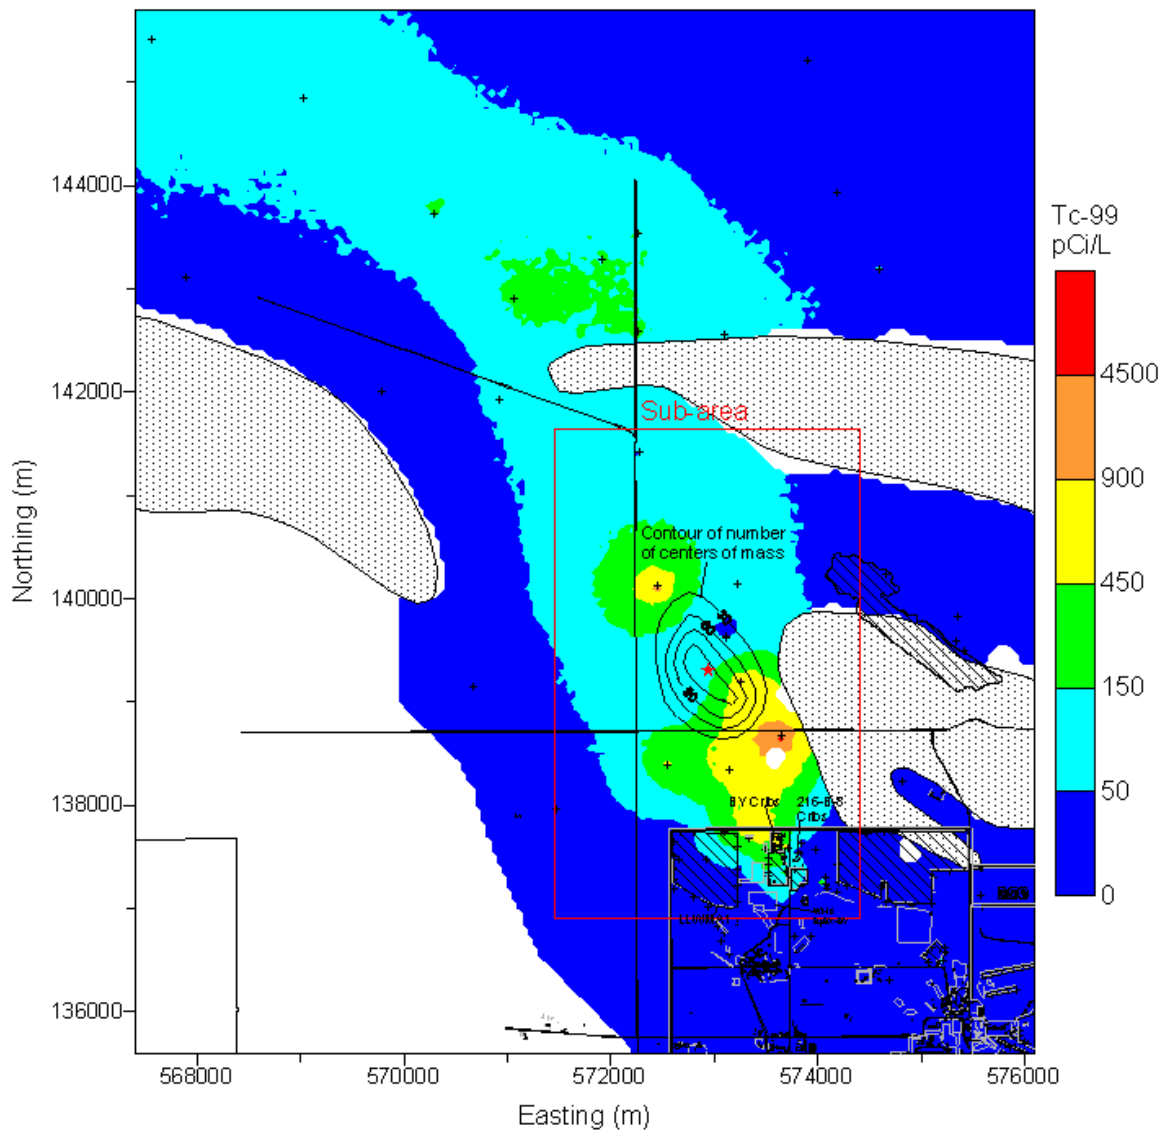 144000
142000
140000
138000
136000
Northing (m)
568000
570000
572000
574000
576000
Easting (m)
Tc-99
pCi/L
4500
900
450
150
50
0
Sub-area
Contour of number
of centers of mass
BY Cribs
216-B-8
Cribs